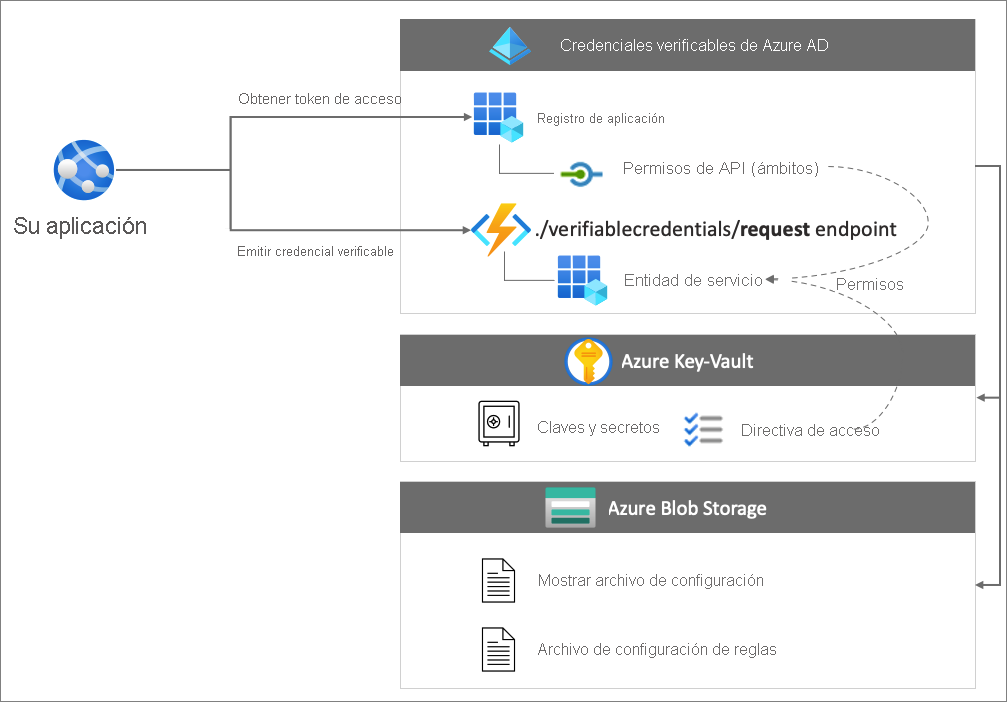 Credenciales verificables de Azure AD
Obtener token de acceso
Registro de aplicación
Permisos de API (ámbitos)
Su aplicación
./verifiablecredentials/request endpoint
Emitir credencial verificable
Entidad de servicio
Permisos
Azure Key-Vault
Claves y secretos
Directiva de acceso
Azure Blob Storage
Mostrar archivo de configuración
Archivo de configuración de reglas